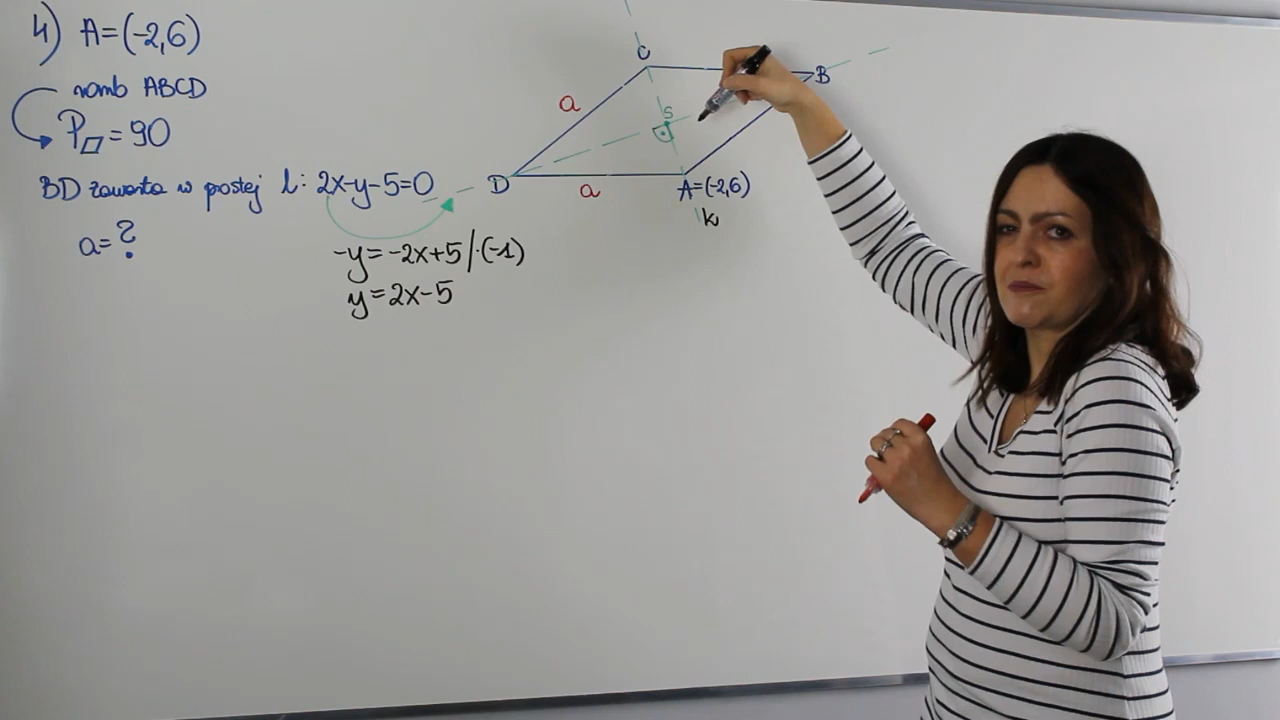 4) A=(-2,6)
romb ABCD
P▱=90
BD zawarta w prostej l: 2x-y-5=0
a=?
-y=-2x+5 /·(-1)
y=2x-5
C
B
a
S
D
a
A=(-2,6)
k